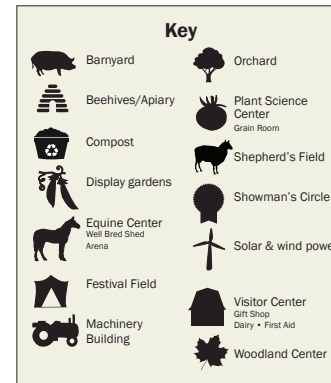 Key
Barnyard
Beehives/Apiary
Compost
Display gardens
Equine Center
Well Bred Shed
Arena
Festival Field
Machinery
Building
Orchard
Plant Science
Center
Grain Room
Shepherd's Field
Showman's Circle
Solar & wind powe
Visitor Center
Gift Shop
Dairy • First Aid
Woodland Center